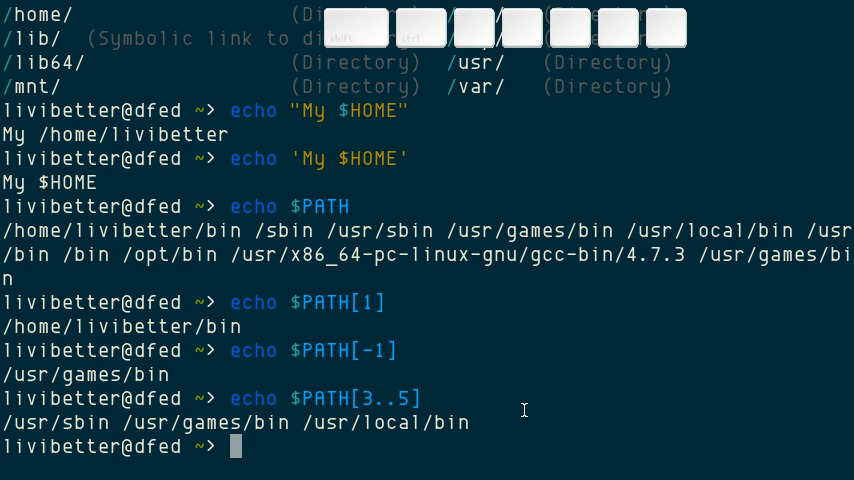 /home/ (Di
/lib/ (Symbolic link to di
/lib64/ (Directory) /usr/ (Directory)
/mnt/ (Directory) /var/ (Directory)
livibetter@dfed ~> echo "My $HOME"
My /home/livibetter
livibetter@dfed ~> echo 'My $HOME'
My $HOME
livibetter@dfed ~> echo $PATH
/home/livibetter/bin /sbin /usr/sbin /usr/games/bin /usr/local/bin /usr
/bin /bin /opt/bin /usr/x86_64-pc-linux-gnu/gcc-bin/4.7.3 /usr/games/bi
n
livibetter@dfed ~> echo $PATH[1]
/home/livibetter/bin
livibetter@dfed ~> echo $PATH[-1]
/usr/games/bin
livibetter@dfed ~> echo $PATH[3..5]
/usr/sbin /usr/games/bin /usr/local/bin
livibetter@dfed ~>